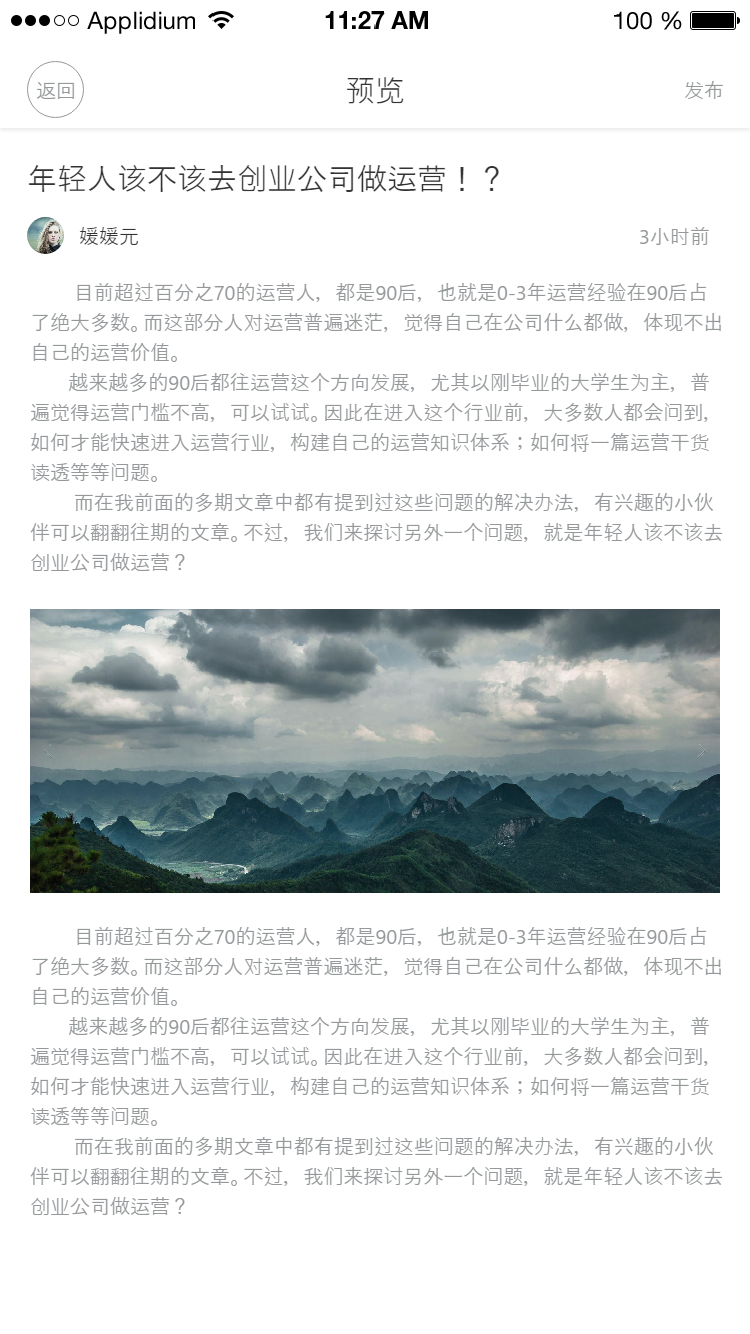 Applidium 11:27 AM 100 %
返回 预览 发布
年轻人该不该去创业公司做运营！？
媛媛元 3小时前
目前超过百分之70的运营人，都是90后，也就是0-3年运营经验在90后占
了绝大多数。而这部分人对运营普遍迷茫，觉得自己在公司什么都做，体现不出
自己的运营价值。
越来越多的90后都往运营这个方向发展，尤其以刚毕业的大学生为主，普
遍觉得运营门槛不高，可以试试。因此在进入这个行业前，大多数人都会问到，
如何才能快速进入运营行业，构建自己的运营知识体系；如何将一篇运营干货
读透等等问题。
而在我前面的多期文章中都有提到过这些问题的解决办法，有兴趣的小伙
伴可以翻翻往期的文章。不过，我们来探讨另外一个问题，就是年轻人该不该去
创业公司做运营？
目前超过百分之70的运营人，都是90后，也就是0-3年运营经验在90后占
了绝大多数。而这部分人对运营普遍迷茫，觉得自己在公司什么都做，体现不出
自己的运营价值。
越来越多的90后都往运营这个方向发展，尤其以刚毕业的大学生为主，普
遍觉得运营门槛不高，可以试试。因此在进入这个行业前，大多数人都会问到，
如何才能快速进入运营行业，构建自己的运营知识体系；如何将一篇运营干货
读透等等问题。
而在我前面的多期文章中都有提到过这些问题的解决办法，有兴趣的小伙
伴可以翻翻往期的文章。不过，我们来探讨另外一个问题，就是年轻人该不该去
创业公司做运营？